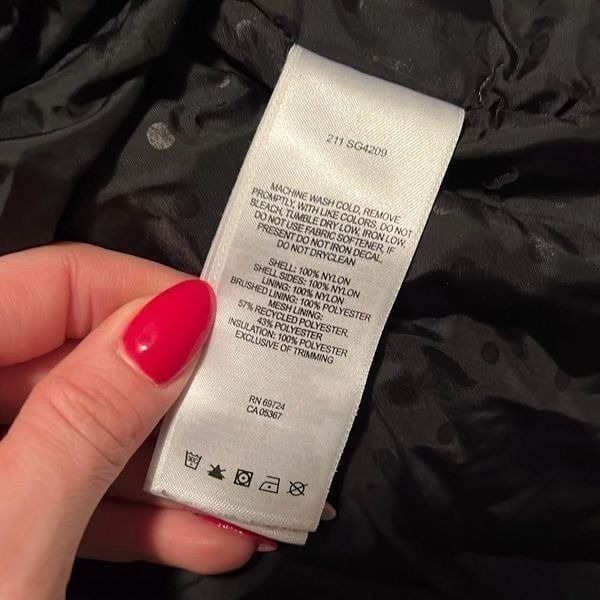 211 SG4209
MACHINE WASH COLD, REMOVE
PROMPTLY, WITH LIKE COLORS, DO NOT
BLEACH, TUMBLE DRY LOW, IRON LOW.
DO NOT USE FABRIC SOFTENER, IF
PRESENT DO NOT IRON DECAL,
DO NOT DRYCLEAN
SHELL: 100% NYLON
SHELL SIDES: 100% NYLON
LINING: 100% NYLON
BRUSHED LINING: 100% POLYESTER
MESH LINING:
57% RECYCLED POLYESTER,
43% POLYESTER
INSULATION: 100% POLYESTER
EXCLUSIVE OF TRIMMING
RN 69724
CA 05367